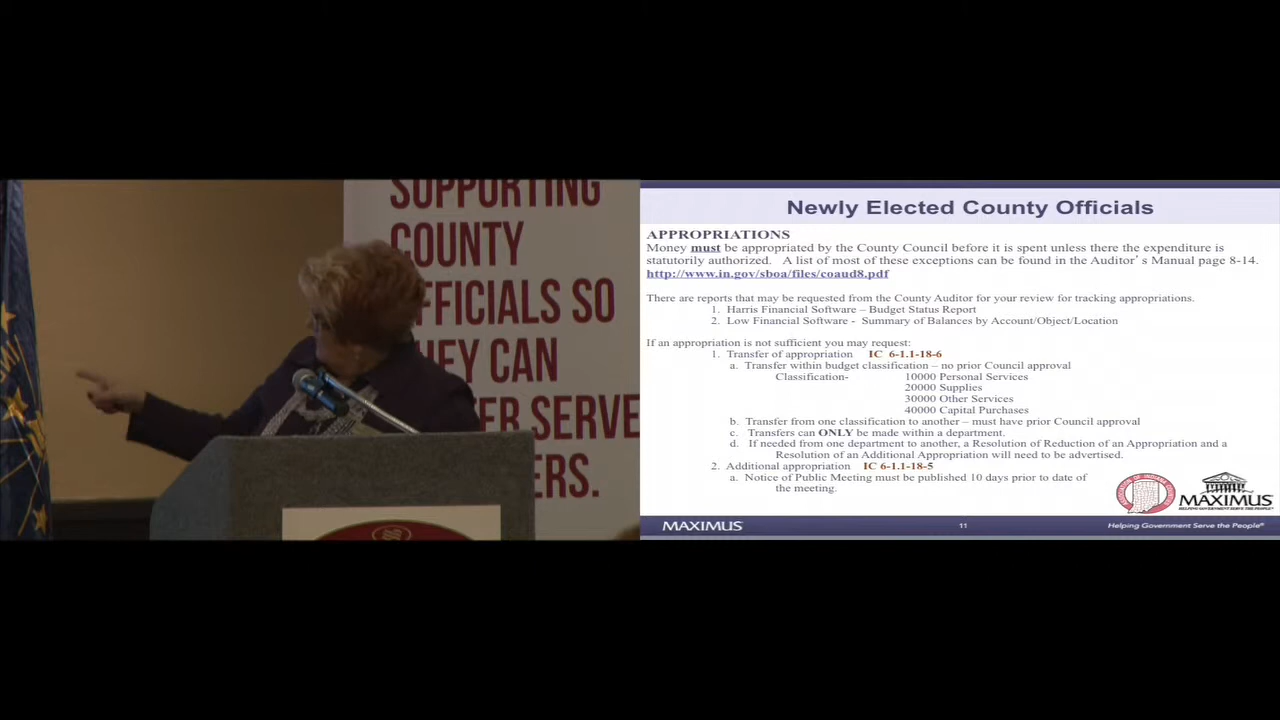 SUPPORTING
COUNTY
OFFICIALS SO
THEY CAN
SERVE
Newly Elected County Officials
APPROPRIATIONS
Money must be appropriated by the County Council before it is spent unless there the expenditure is
statutorily authorized. A list of most of these exceptions can be found in the Auditor's Manual page 8-14.
http://www.in.gov/sboa/files/coaud8.pdf
There are reports that may be requested from the County Auditor for your review for tracking appropriations.
1. Harris Financial Software – Budget Status Report
2. Low Financial Software - Summary of Balances by Account/Object/Location
If an appropriation is not sufficient you may request:
1. Transfer of appropriation IC 6-1.1-18-6
a. Transfer within budget classification – no prior Council approval
Classification- 10000 Personal Services
20000 Supplies
30000 Other Services
40000 Capital Purchases
b. Transfer from one classification to another – must have prior Council approval
c. Transfers can ONLY be made within a department.
d. If needed from one department to another, a Resolution of Reduction of an Appropriation and a
Resolution of an Additional Appropriation will need to be advertised.
2. Additional appropriation IC 6-1.1-18-5
a. Notice of Public Meeting must be published 10 days prior to date of
the meeting.
MAXIMUS
HELPING GOVERNMENT SERVE THE PEOPLE
MAXIMUS
11
Helping Government Serve the People®